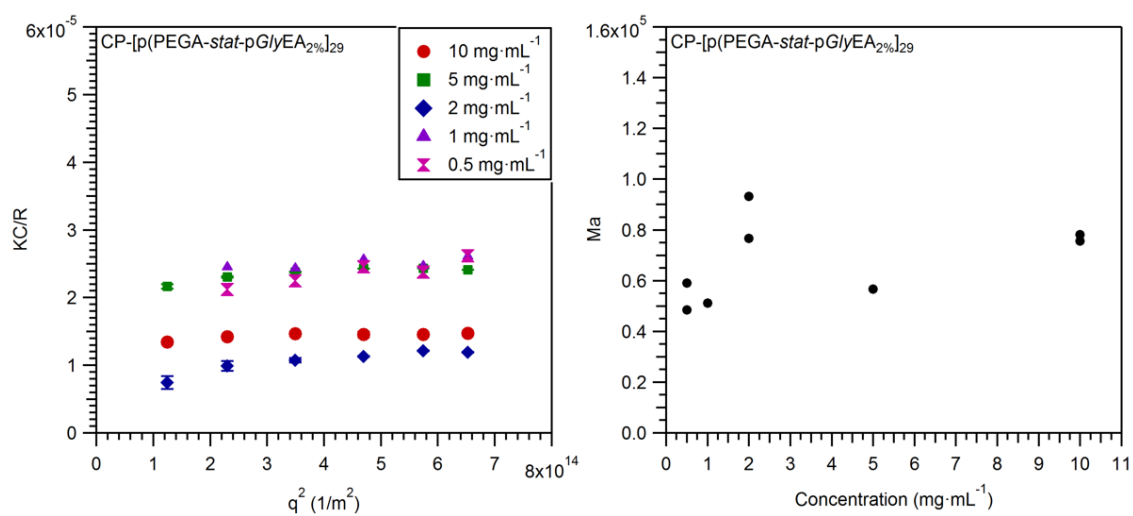 6x10⁻⁵
5
4
3
2
1
0
KC/R
CP-[p(PEGA-stat-pGlyEA₂%]₂₉
10 mg·mL⁻¹
5 mg·mL⁻¹
2 mg·mL⁻¹
1 mg·mL⁻¹
0.5 mg·mL⁻¹
0 1 2 3 4 5 6 7 8x10¹⁴
q² (1/m²)
1.6x10⁵
1.4
1.2
1.0
0.8
0.6
0.4
0.2
0.0
Ma
CP-[p(PEGA-stat-pGlyEA₂%]₂₉
0 1 2 3 4 5 6 7 8 9 10 11
Concentration (mg·mL⁻¹)